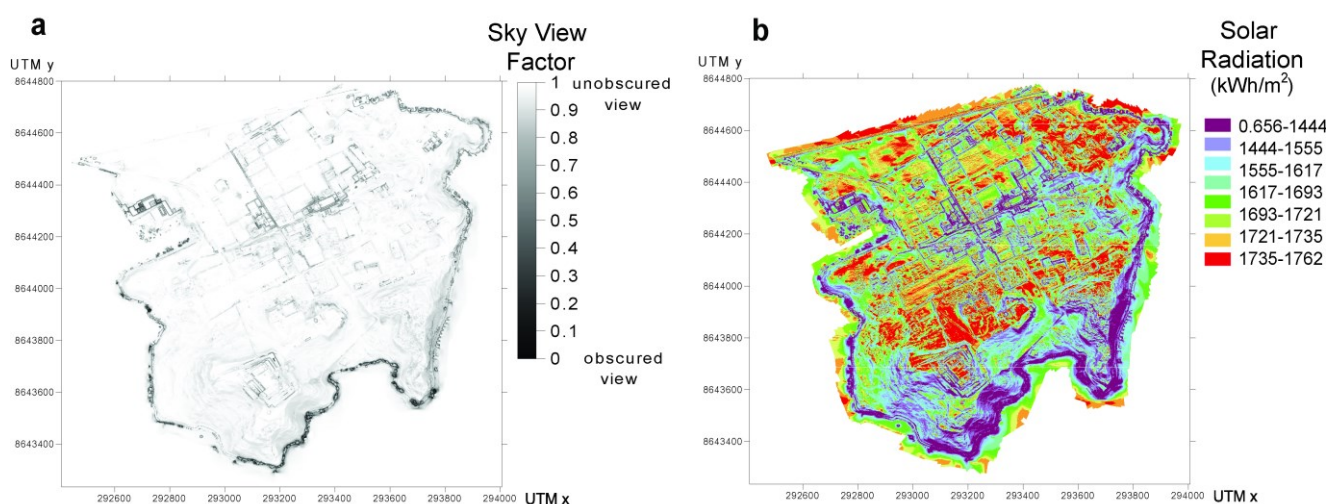 a
Sky View
Factor
UTM y
8644800
8644600
8644400
8644200
8644000
8643800
8643600
8643400
292600 292800 293000 293200 293400 293600 293800 294000
UTM x
unobscured
view
1
0.9
0.8
0.7
0.6
0.5
0.4
0.3
0.2
0.1
0
obscured
view
b
Solar
Radiation
(kWh/m²)
UTM y
8644800
8644600
8644400
8644200
8644000
8643800
8643600
8643400
292600 292800 293000 293200 293400 293600 293800 294000
UTM x
0.656-1444
1444-1555
1555-1617
1617-1693
1693-1721
1721-1735
1735-1762